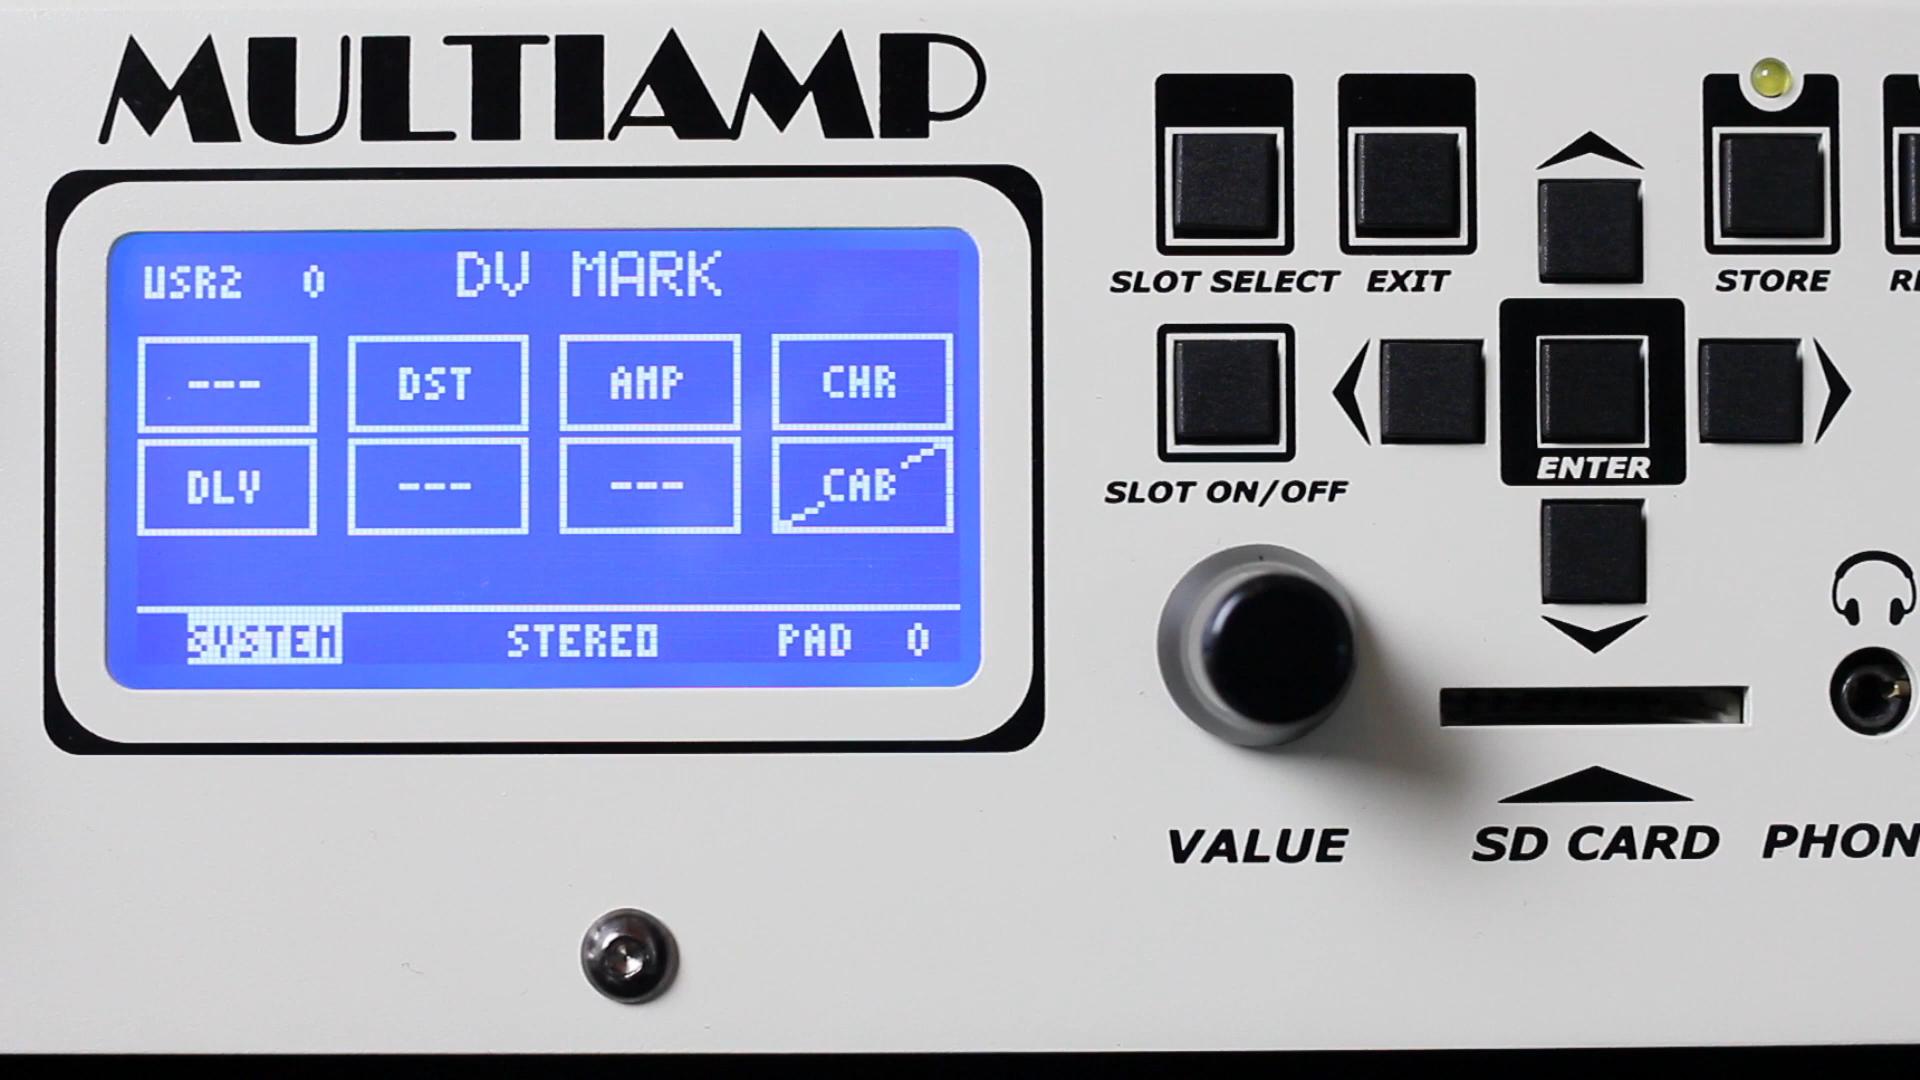 MULTIAMP
USR2 0 DV MARK
--- DST AMP CHR
DLY --- --- CAB
SYSTEM STEREO PAD 0
SLOT SELECT EXIT STORE
ENTER
SLOT ON/OFF
VALUE SD CARD